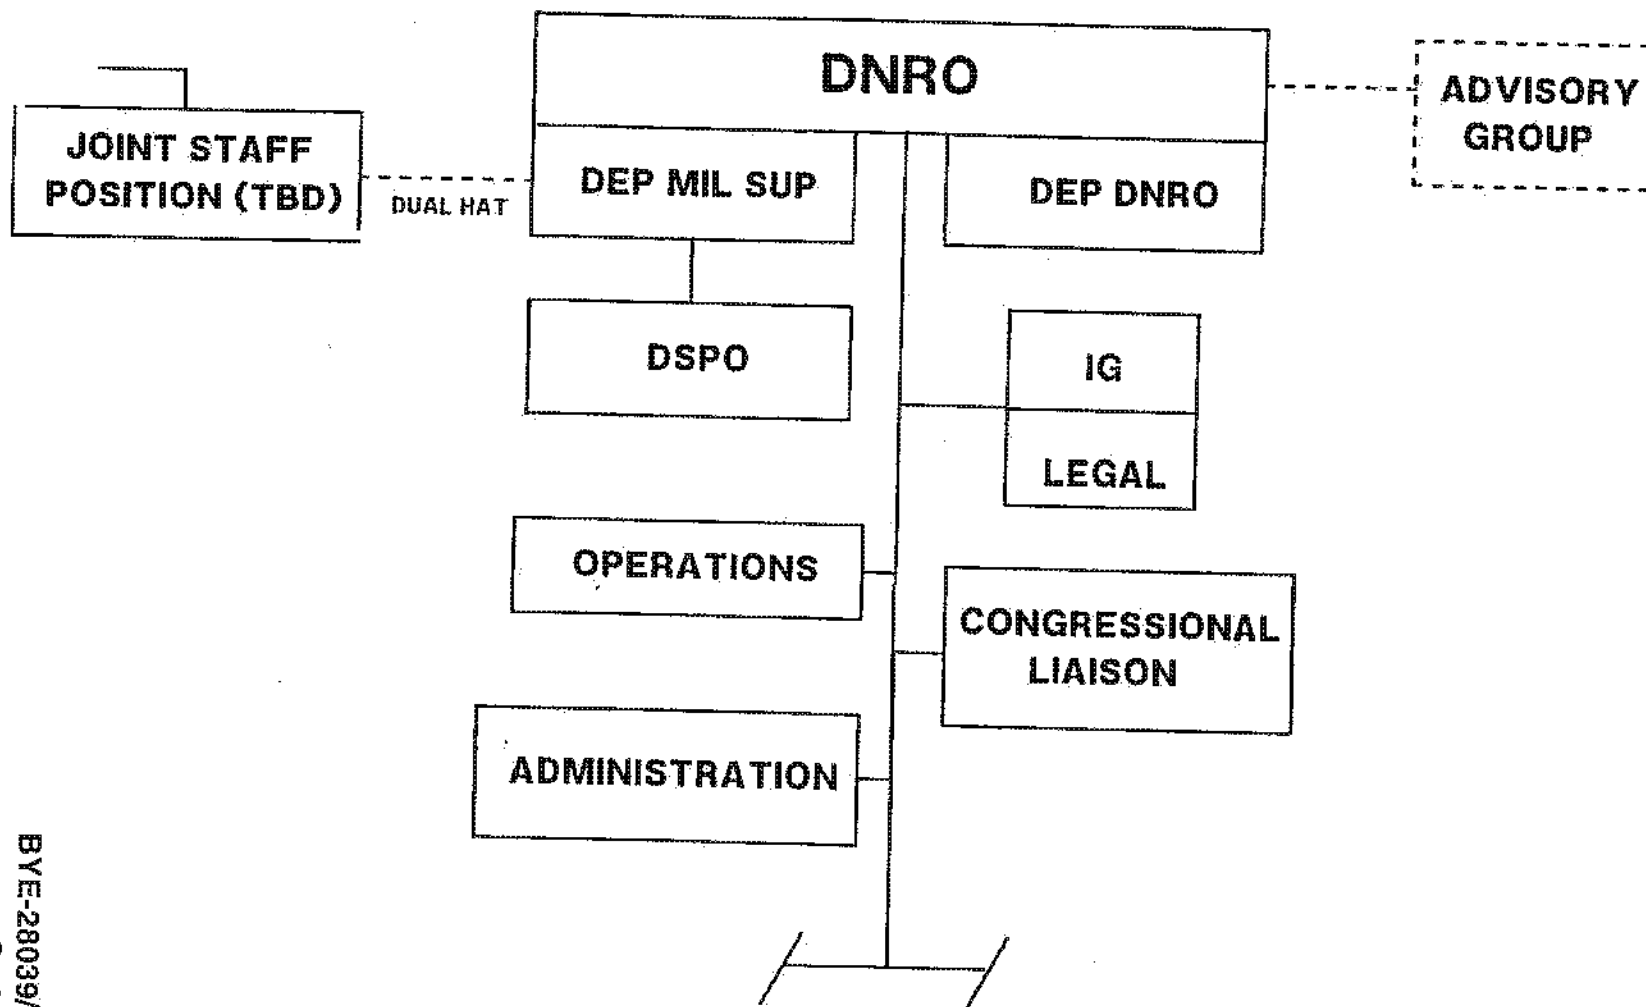 DNRO
ADVISORY
GROUP
JOINT STAFF
POSITION (TBD)
DUAL HAT
DEP MIL SUP
DEP DNRO
DSPO
IG
LEGAL
OPERATIONS
CONGRESSIONAL
LIAISON
ADMINISTRATION
BYE-28039/